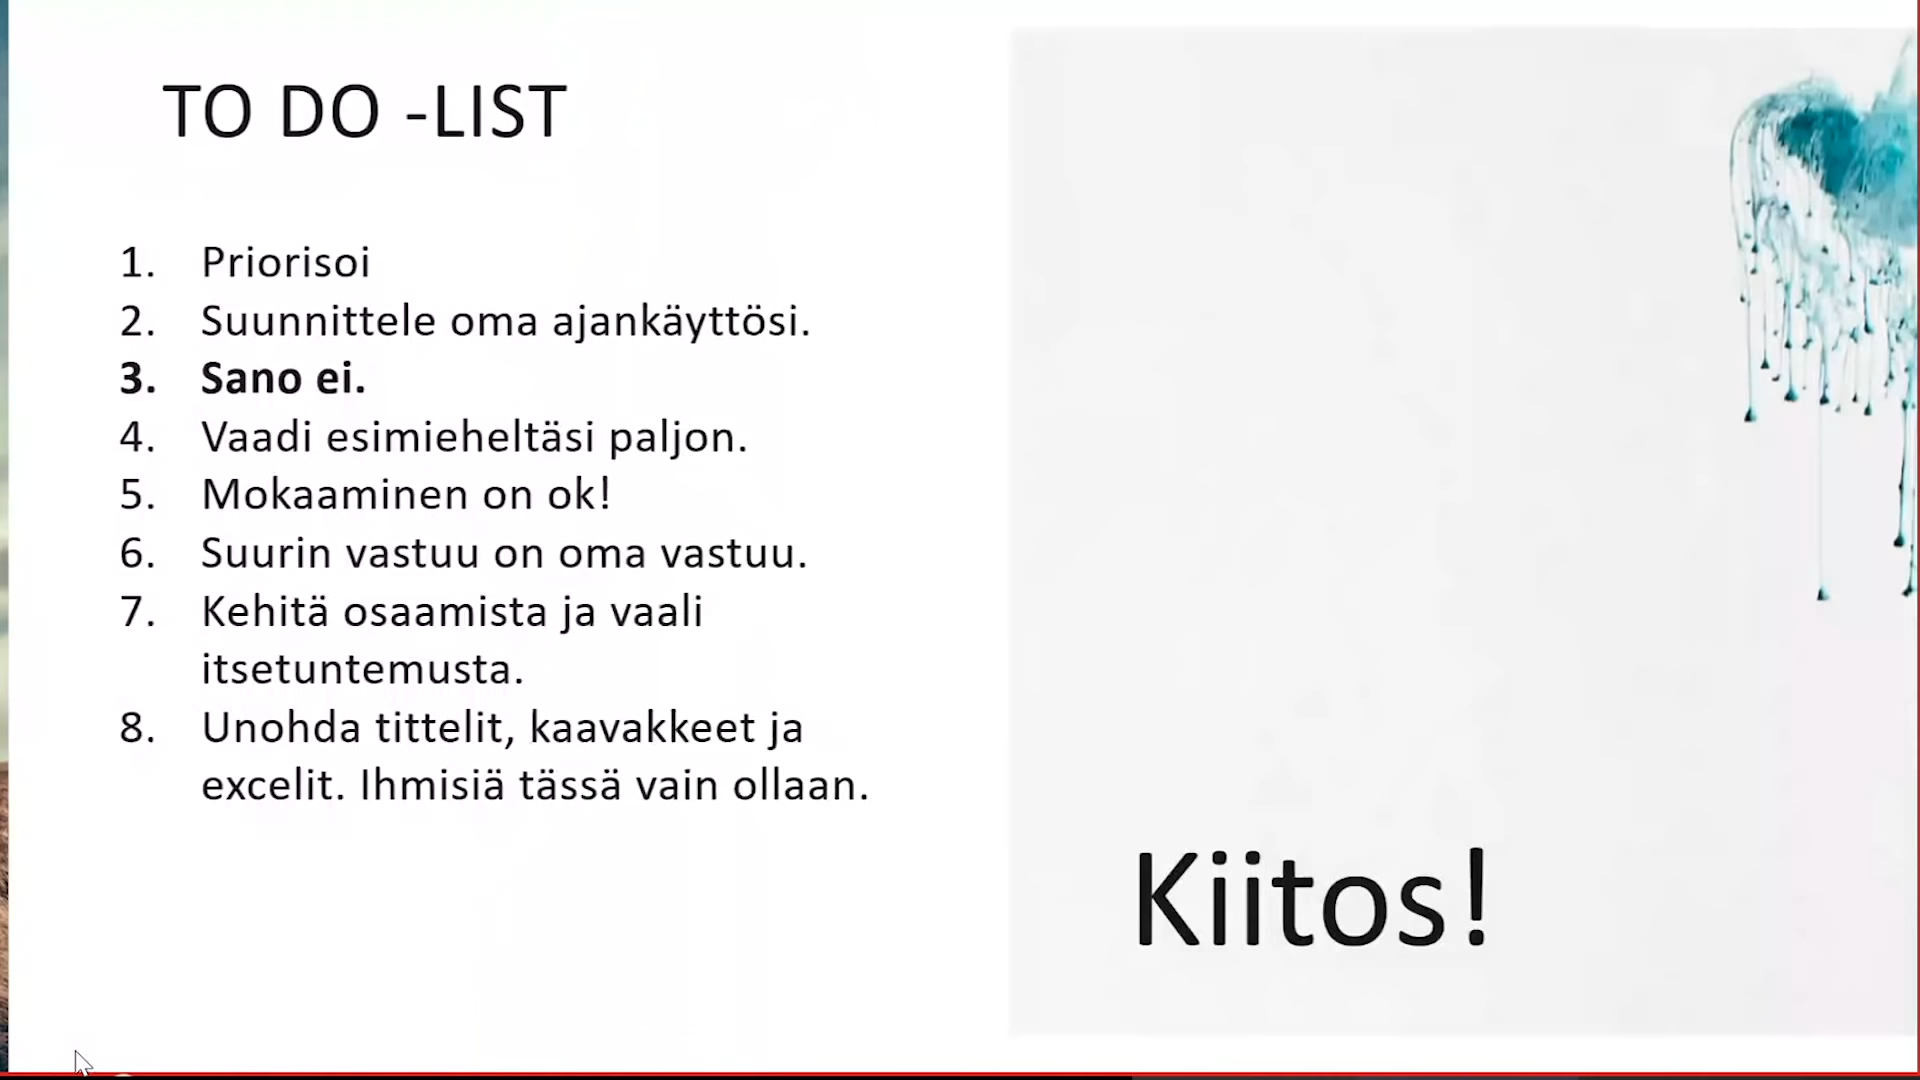 TO DO -LIST
1. Priorisoi
2. Suunnittele oma ajankäyttösi.
3. Sano ei.
4. Vaadi esimieheltäsi paljon.
5. Mokaaminen on ok!
6. Suurin vastuu on oma vastuu.
7. Kehitä osaamista ja vaali
itsetuntemusta.
8. Unohda tittelit, kaavakkeet ja
excelit. Ihmisiä tässä vain ollaan.
Kiitos!